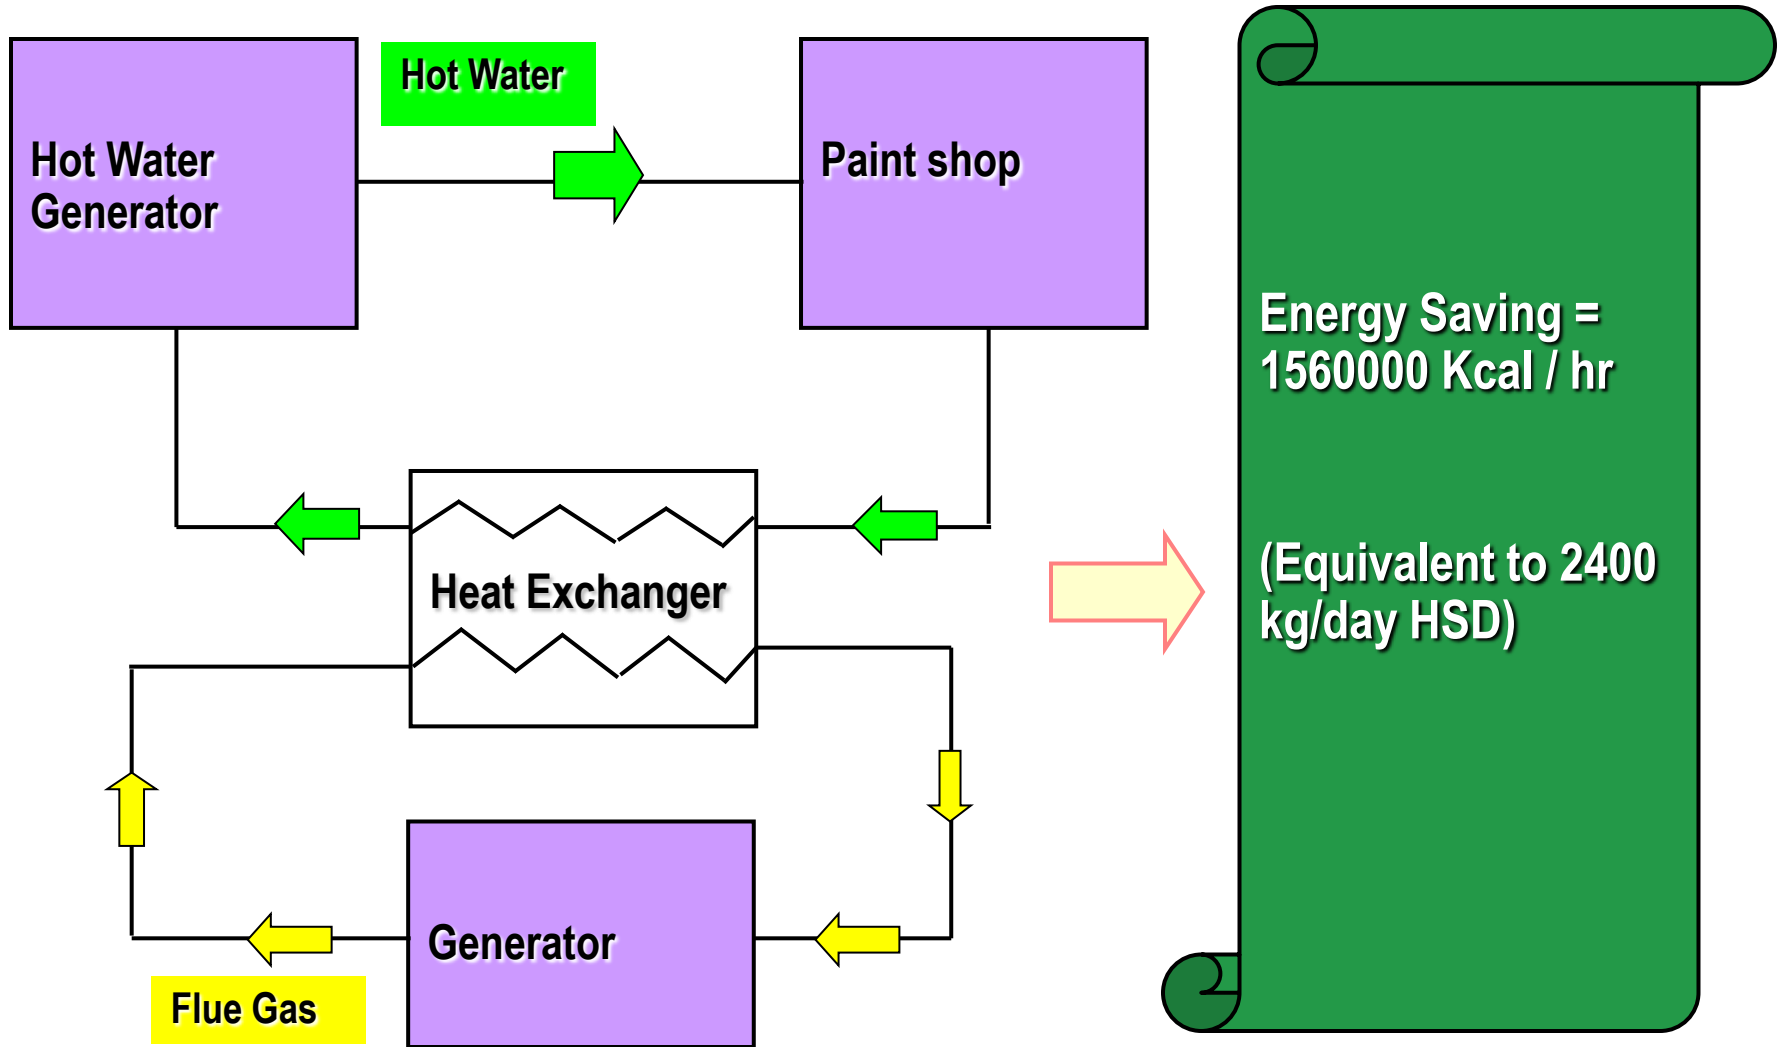 Hot Water
Hot Water
Generator
Paint shop
Heat Exchanger
Generator
Flue Gas
Energy Saving =
1560000 Kcal / hr
(Equivalent to 2400
kg/day HSD)